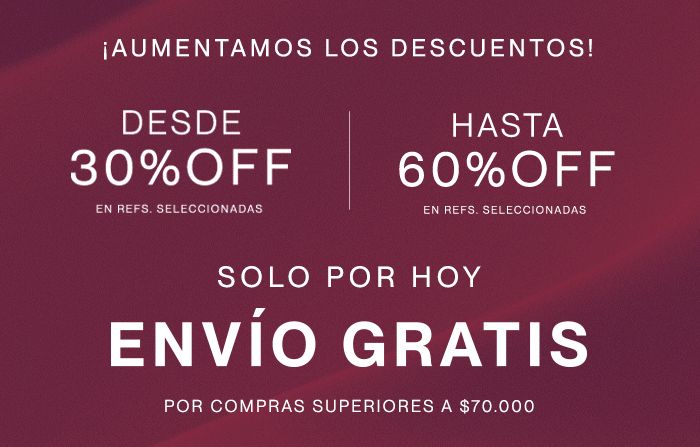 ¡AUMENTAMOS LOS DESCUENTOS!
DESDE
30%OFF
EN REFS. SELECCIONADAS
HASTA
60%OFF
EN REFS. SELECCIONADAS
SOLO POR HOY
ENVÍO GRATIS
POR COMPRAS SUPERIORES A $70.000